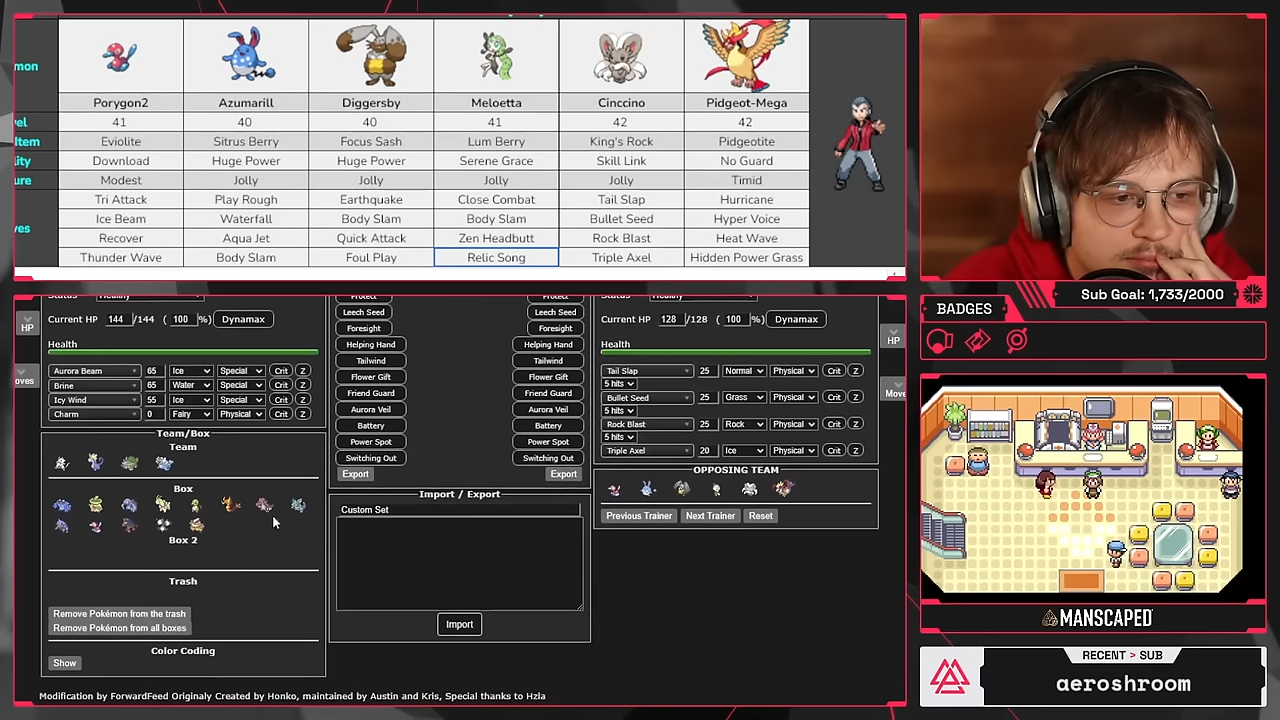 mon
Porygon2 Azumarill Diggersby Meloetta Cinccino Pidgeot-Mega
el 41 40 40 41 42 42
Item Eviolite Sitrus Berry Focus Sash Lum Berry King's Rock Pidgeotite
ity Download Huge Power Huge Power Serene Grace Skill Link No Guard
ure Modest Jolly Jolly Jolly Jolly Timid
Tri Attack Play Rough Earthquake Close Combat Tail Slap Hurricane
ves Ice Beam Waterfall Body Slam Body Slam Bullet Seed Hyper Voice
Recover Aqua Jet Quick Attack Zen Headbutt Rock Blast Heat Wave
Thunder Wave Body Slam Foul Play Relic Song Triple Axel Hidden Power Grass
HP
oves
Status Healthy
Current HP 144 /144 ( 100 %) Dynamax
Health
Aurora Beam 65 Ice Special Crit Z
Brine 65 Water Special Crit Z
Icy Wind 55 Ice Special Crit Z
Charm 0 Fairy Physical Crit Z
Team/Box
Team
Box
Box 2
Trash
Remove Pokémon from the trash
Remove Pokémon from all boxes
Color Coding
Show
Protect Protect
Leech Seed Leech Seed
Foresight Foresight
Helping Hand Helping Hand
Tailwind Tailwind
Flower Gift Flower Gift
Friend Guard Friend Guard
Aurora Veil Aurora Veil
Battery Battery
Power Spot Power Spot
Switching Out Switching Out
Export Export
Import / Export
Custom Set
Import
Status Healthy
Current HP 128 /128 ( 100 %) Dynamax
Health
Tail Slap 25 Normal Physical Crit Z
5 hits
Bullet Seed 25 Grass Physical Crit Z
5 hits
Rock Blast 25 Rock Physical Crit Z
5 hits
Triple Axel 20 Ice Physical Crit Z
OPPOSING TEAM
Previous Trainer Next Trainer Reset
HP
Move
Modification by ForwardFeed Originaly Created by Honko, maintained by Austin and Kris, Special thanks to Hzla
Sub Goal: 1,733/2000
BADGES
MANSCAPED
RECENT > SUB
aeroshroom